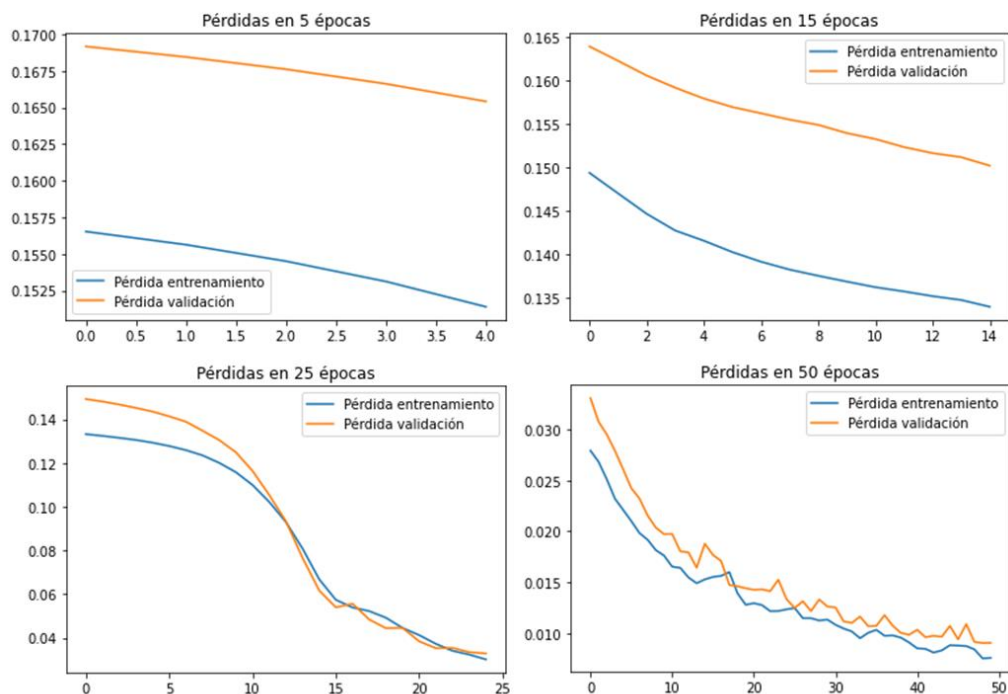 Pérdidas en 5 épocas
0.1700
0.1675
0.1650
0.1625
0.1600
0.1575
0.1550
0.1525
Pérdida entrenamiento
Pérdida validación
0.0 0.5 1.0 1.5 2.0 2.5 3.0 3.5 4.0
Pérdidas en 15 épocas
0.165
0.160
0.155
0.150
0.145
0.140
0.135
Pérdida entrenamiento
Pérdida validación
0 2 4 6 8 10 12 14
Pérdidas en 25 épocas
0.14
0.12
0.10
0.08
0.06
0.04
Pérdida entrenamiento
Pérdida validación
0 5 10 15 20 25
Pérdidas en 50 épocas
0.030
0.025
0.020
0.015
0.010
Pérdida entrenamiento
Pérdida validación
0 10 20 30 40 50